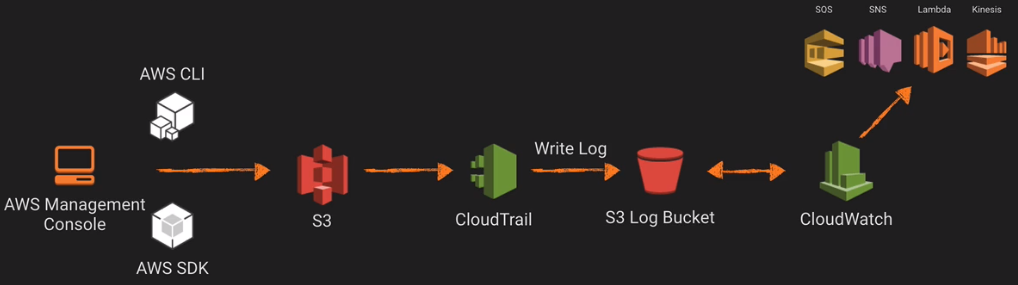 SQS
SNS
Lambda
Kinesis
AWS CLI
Write Log
AWS Management
Console
S3
CloudTrail
S3 Log Bucket
CloudWatch
AWS SDK